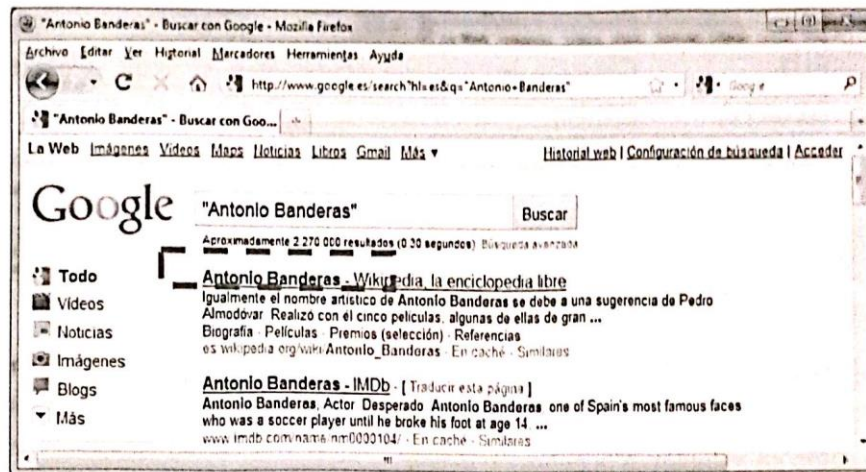 "Antonio Banderas" - Buscar con Google - Mozilla Firefox
Archivo Editar Ver Historial Marcadores Herramientas Ayuda
http://www.google.es/search?hl=es&q="Antonio+Banderas" Google
"Antonio Banderas" - Buscar con Goo...
La Web Imágenes Vídeos Maps Noticias Libros Gmail Más ▾ Historial web | Configuración de búsqueda | Acceder
Google "Antonio Banderas" Buscar
Aproximadamente 2 270 000 resultados (0 30 segundos) Búsqueda avanzada
Todo
Vídeos
Noticias
Imágenes
Blogs
Más
Antonio Banderas - Wikipedia, la enciclopedia libre
Igualmente el nombre artístico de Antonio Banderas se debe a una sugerencia de Pedro
Almodóvar Realizó con él cinco películas, algunas de ellas de gran ...
Biografía - Películas - Premios (selección) - Referencias
es wikipedia org/wiki/Antonio_Banderas - En caché - Similares
Antonio Banderas - IMDb - [ Traducir esta página ]
Antonio Banderas, Actor Desperado Antonio Banderas one of Spain's most famous faces
who was a soccer player until he broke his foot at age 14 ...
www imdb com/name/nm0000104/ - En caché - Similares